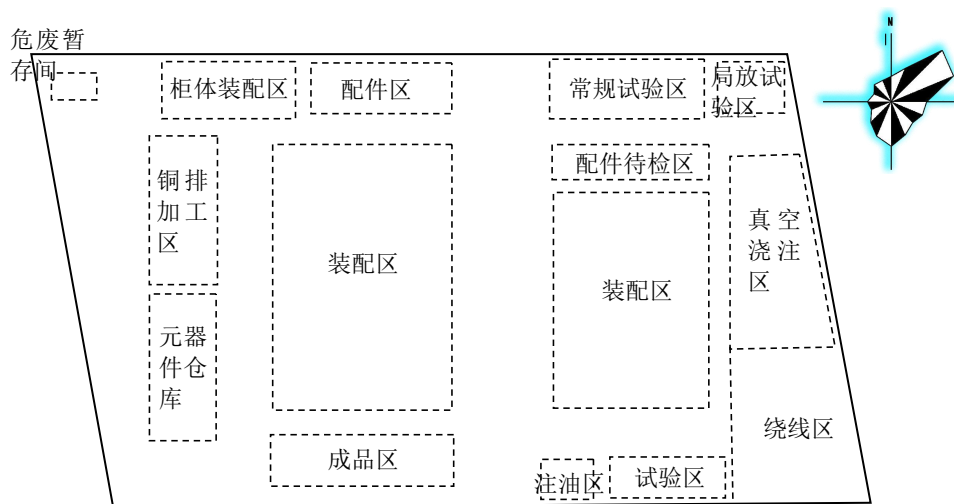 N
危废暂
存间
柜体装配区
配件区
常规试验区
局放试
验区
铜排
加工
区
配件待检区
装配区
装配区
真空
浇注
区
元器
件仓
库
成品区
绕线区
注油区
试验区